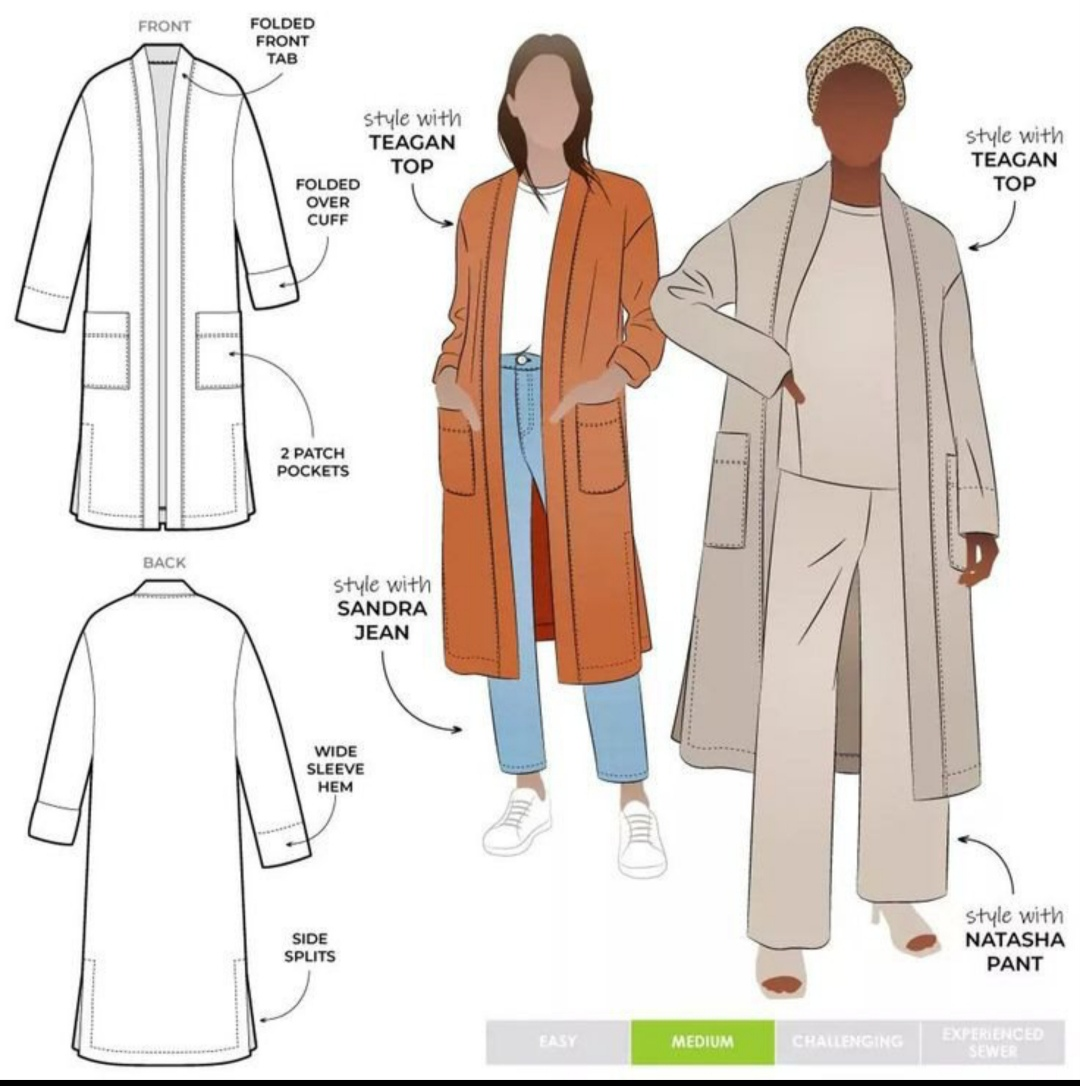 FRONT
FOLDED
FRONT
TAB
FOLDED
OVER
CUFF
2 PATCH
POCKETS
style with
TEAGAN
TOP
style with
TEAGAN
TOP
BACK
style with
SANDRA
JEAN
WIDE
SLEEVE
HEM
SIDE
SPLITS
style with
NATASHA
PANT
EASY
MEDIUM
CHALLENGING
EXPERIENCED
SEWER